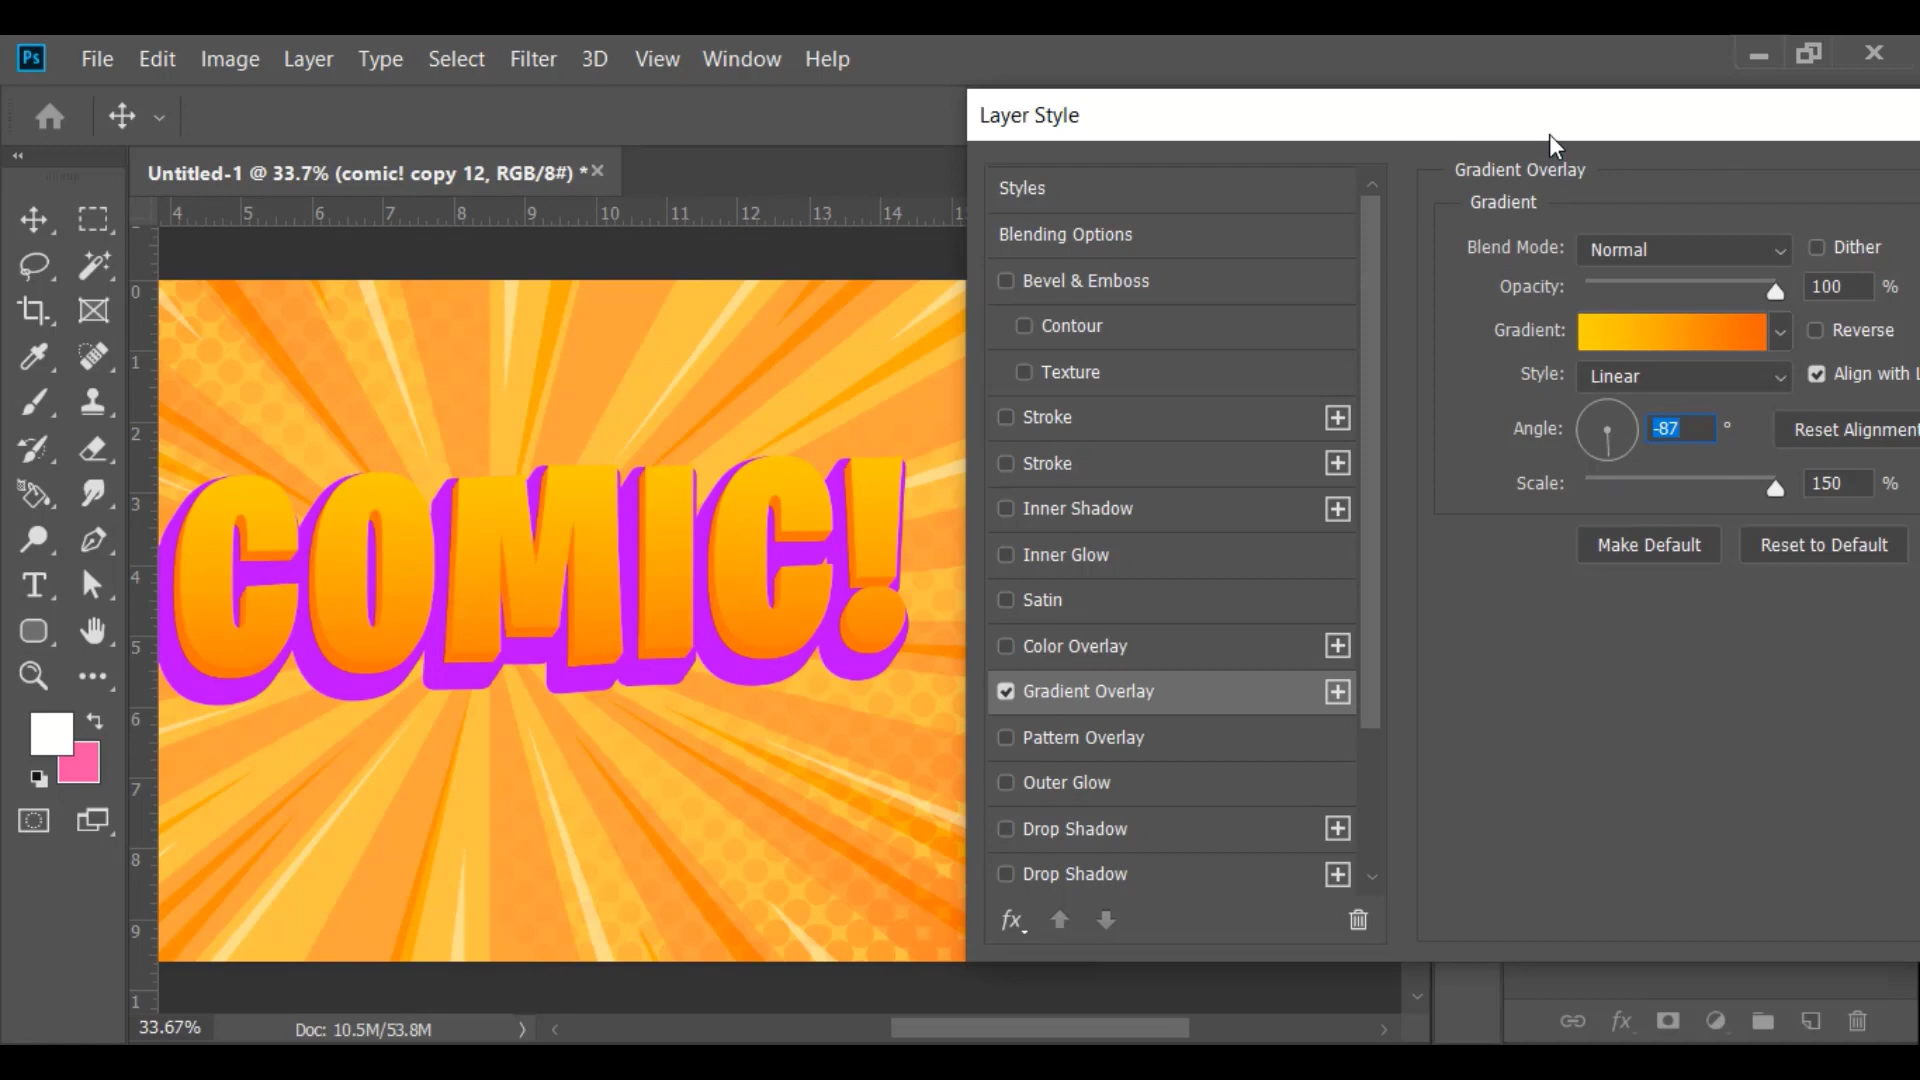 Ps File Edit Image Layer Type Select Filter 3D View Window Help
Layer Style
Untitled-1 @ 33.7% (comic! copy 12, RGB/8#) *
4 5 6 7 8 9 10 11 12 13 14 15
0
1
2
3
4
5
6
7
8
9
1
COMIC!
Styles
Blending Options
Bevel & Emboss
Contour
Texture
Stroke
Stroke
Inner Shadow
Inner Glow
Satin
Color Overlay
Gradient Overlay
Pattern Overlay
Outer Glow
Drop Shadow
Drop Shadow
fx
Gradient Overlay
Gradient
Blend Mode: Normal Dither
Opacity: 100 %
Gradient: Reverse
Style: Linear Align with L
Angle: -87 ° Reset Alignment
Scale: 150 %
Make Default Reset to Default
33.67% Doc: 10.5M/53.8M
fx